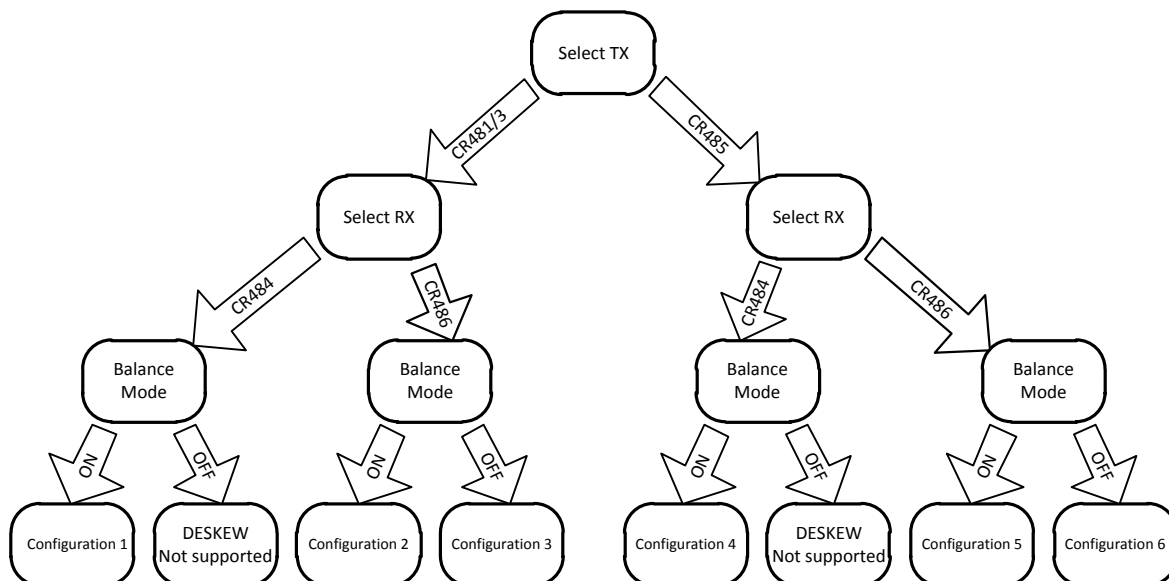 Select TX
CR481/3
CR485
Select RX
Select RX
CR484
CR486
CR484
CR486
Balance
Mode
Balance
Mode
Balance
Mode
Balance
Mode
ON
OFF
ON
OFF
ON
OFF
ON
OFF
Configuration 1
DESKEW
Not supported
Configuration 2
Configuration 3
Configuration 4
DESKEW
Not supported
Configuration 5
Configuration 6